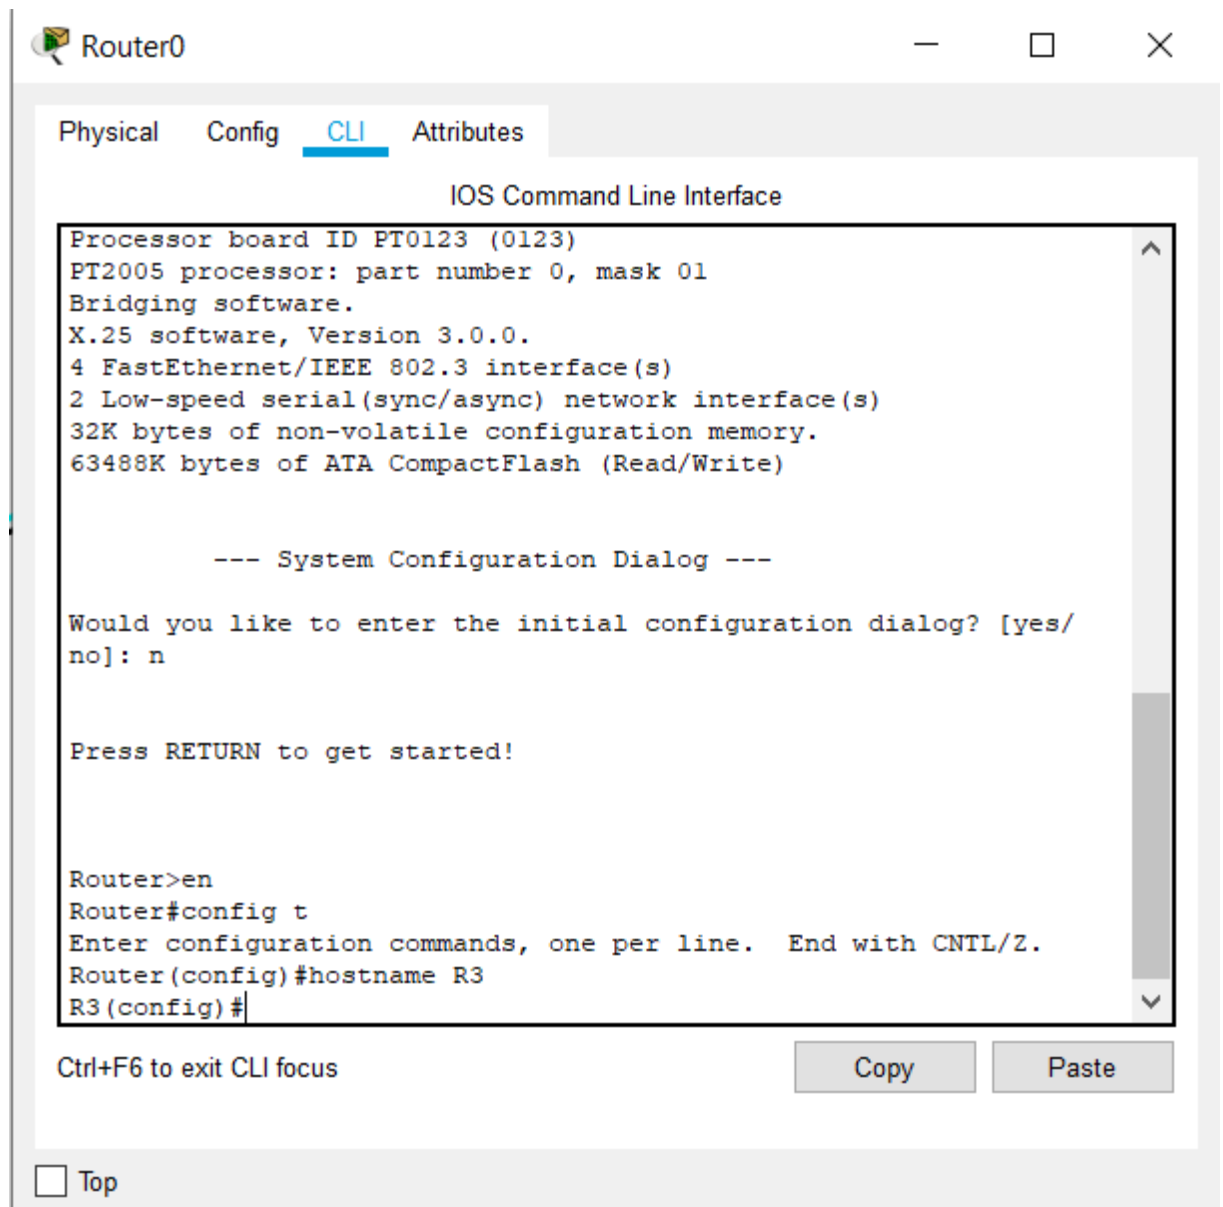 Router0
Physical Config CLI Attributes
IOS Command Line Interface
Processor board ID PT0123 (0123)
PT2005 processor: part number 0, mask 01
Bridging software.
X.25 software, Version 3.0.0.
4 FastEthernet/IEEE 802.3 interface(s)
2 Low-speed serial(sync/async) network interface(s)
32K bytes of non-volatile configuration memory.
63488K bytes of ATA CompactFlash (Read/Write)
--- System Configuration Dialog ---
Would you like to enter the initial configuration dialog? [yes/
no]: n
Press RETURN to get started!
Router>en
Router#config t
Enter configuration commands, one per line.  End with CNTL/Z.
Router(config)#hostname R3
R3(config)#
Ctrl+F6 to exit CLI focus
Copy Paste
Top